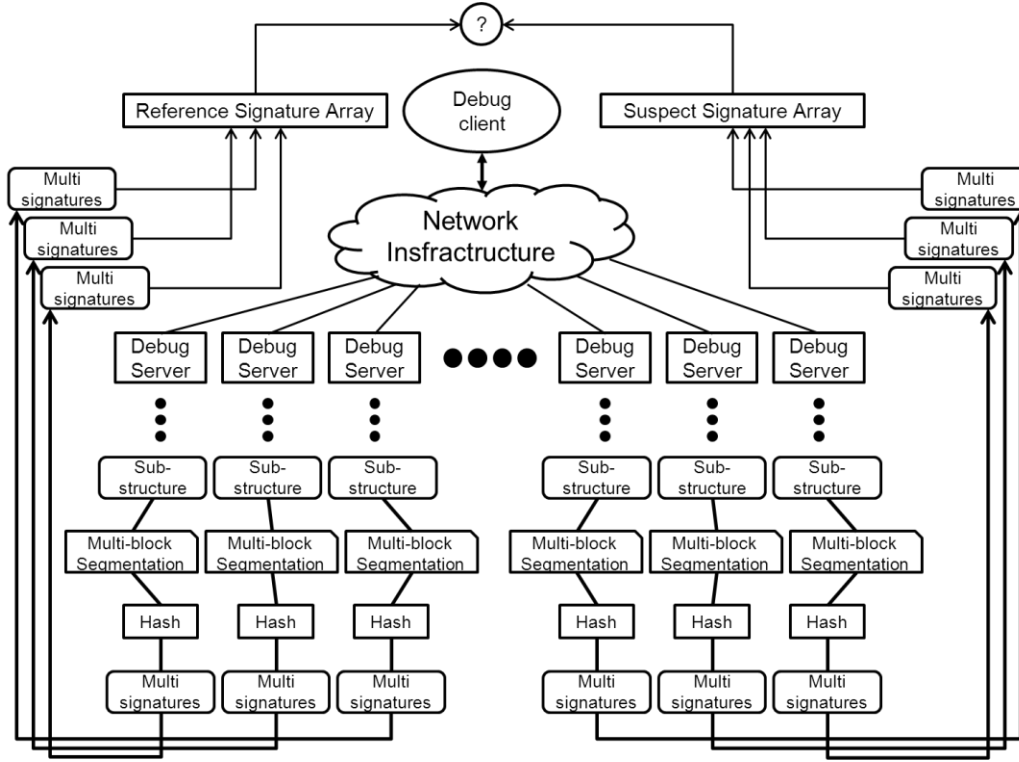 ?
Reference Signature Array
Debug
client
Suspect Signature Array
Multi
signatures
Multi
signatures
Multi
signatures
Network
Insfractructure
Multi
signatures
Multi
signatures
Multi
signatures
Debug
Server
Debug
Server
Debug
Server
Debug
Server
Debug
Server
Debug
Server
Sub-
structure
Sub-
structure
Sub-
structure
Sub-
structure
Sub-
structure
Sub-
structure
Multi-block
Segmentation
Multi-block
Segmentation
Multi-block
Segmentation
Multi-block
Segmentation
Multi-block
Segmentation
Multi-block
Segmentation
Hash
Hash
Hash
Hash
Hash
Hash
Multi
signatures
Multi
signatures
Multi
signatures
Multi
signatures
Multi
signatures
Multi
signatures